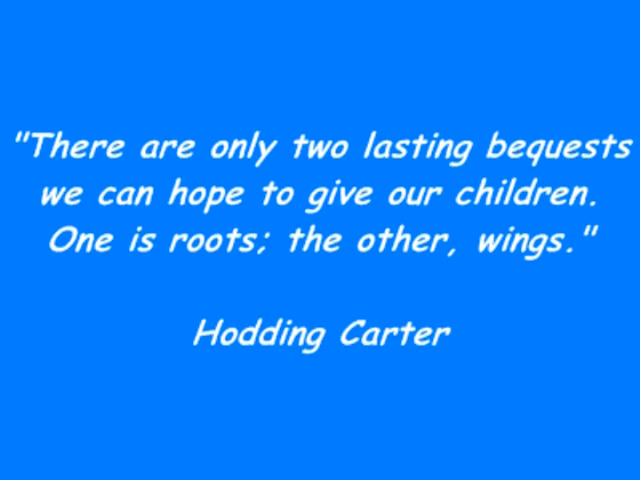 "There are only two lasting bequests
we can hope to give our children.
One is roots; the other, wings."
Hodding Carter